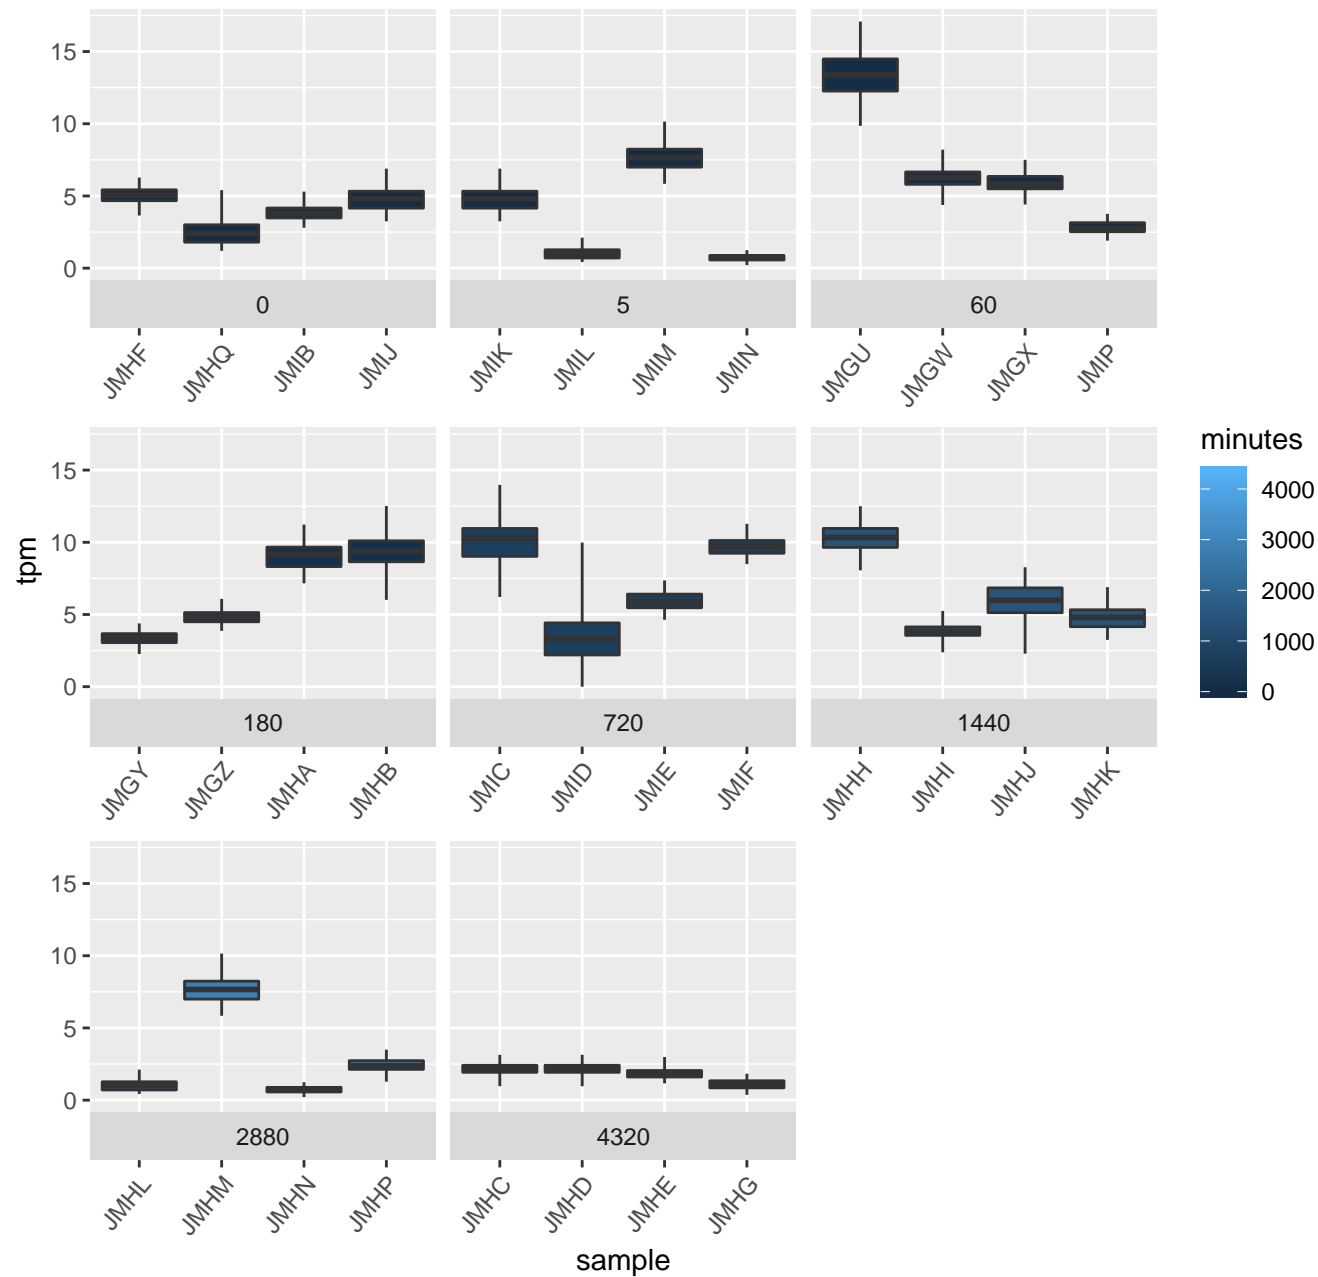 15
10
5
0
0
5
60
JMHF
JMHQ
JMIB
JMIJ
JMIK
JMIL
JMIM
JMIN
JMGU
JMGW
JMGX
JMIP
tpm
15
10
5
0
180
720
1440
JMGY
JMGZ
JMHA
JMHB
JMIC
JMID
JMIE
JMIF
JMHH
JMHI
JMHJ
JMHK
15
10
5
0
2880
4320
JMHL
JMHM
JMHN
JMHP
JMHC
JMHD
JMHE
JMHG
sample
minutes
4000
3000
2000
1000
0